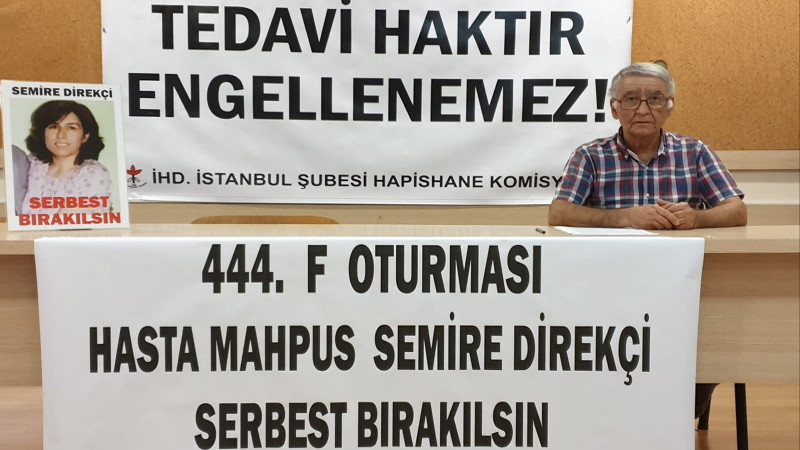 TEDAVİ HAKTIR
ENGELLENEMEZ!
İHD. İSTANBUL ŞUBESİ HAPİSHANE KOMİSY
SEMİRE DİREKÇİ
SERBEST
BIRAKILSIN
444. F OTURMASI
HASTA MAHPUS SEMİRE DİREKÇİ
SERBEST BIRAKILSIN